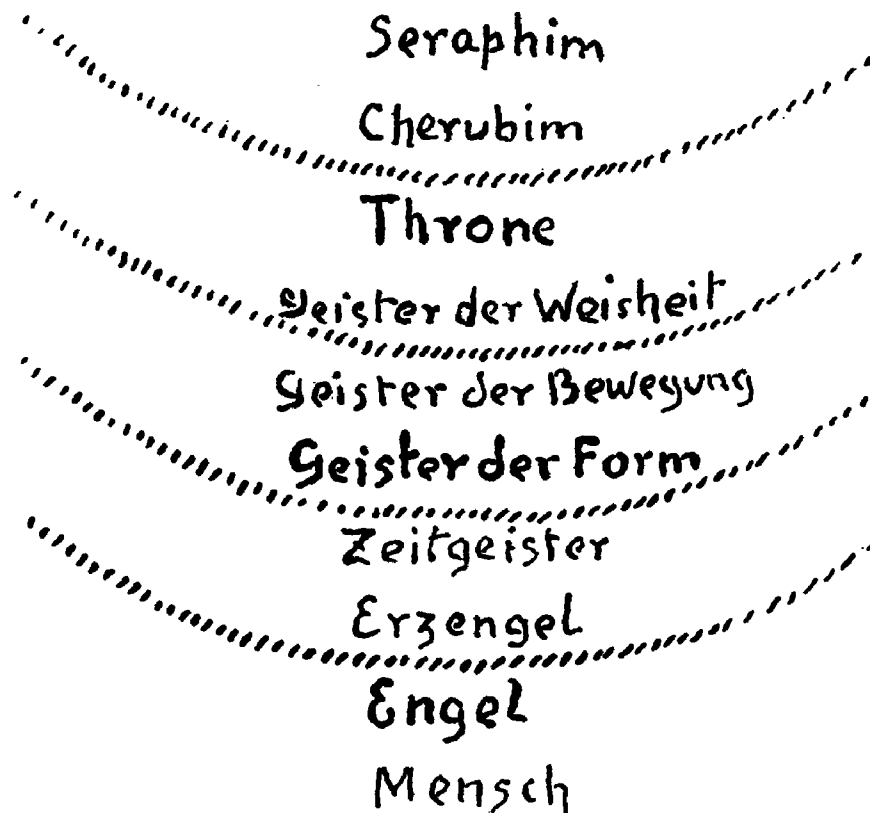 Seraphim
Cherubim
Throne
Geister der Weisheit
Geister der Bewegung
Geister der Form
Zeitgeister
Erzengel
Engel
Mensch